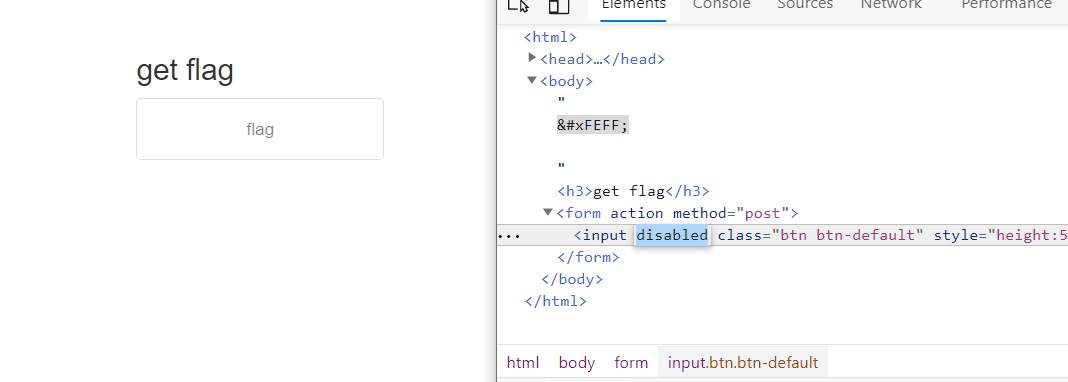 get flag
flag
Elements Console Sources Network Performance
<html>
<head>…</head>
<body>
"
&#xFEFF;
"
<h3>get flag</h3>
<form action method="post">
... <input disabled class="btn btn-default" style="height:5
</form>
</body>
</html>
html body form input.btn.btn-default